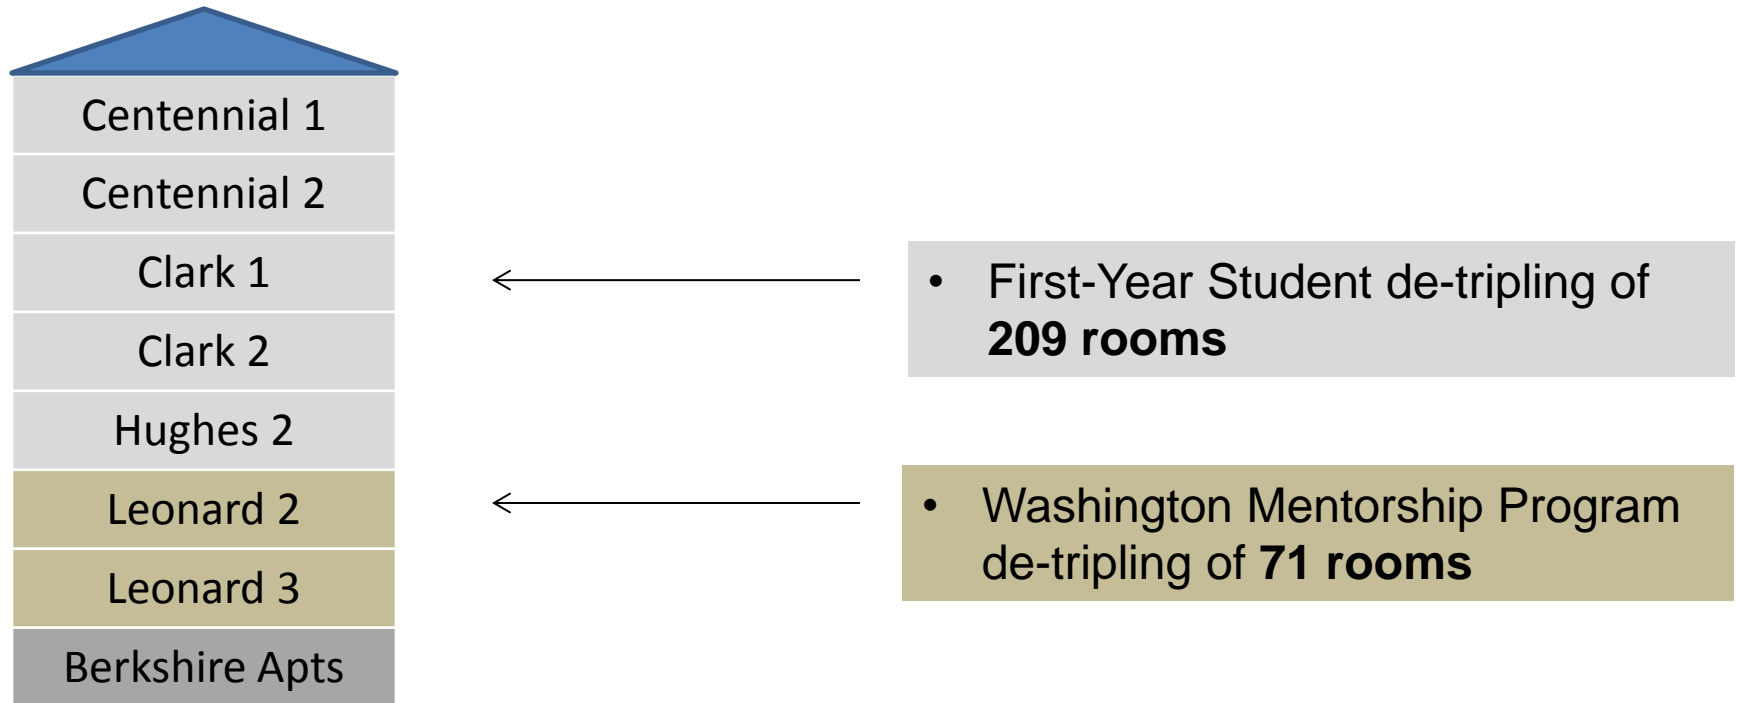 Centennial 1
Centennial 2
Clark 1
Clark 2
Hughes 2
Leonard 2
Leonard 3
Berkshire Apts
• First-Year Student de-tripling of
209 rooms
• Washington Mentorship Program
de-tripling of 71 rooms